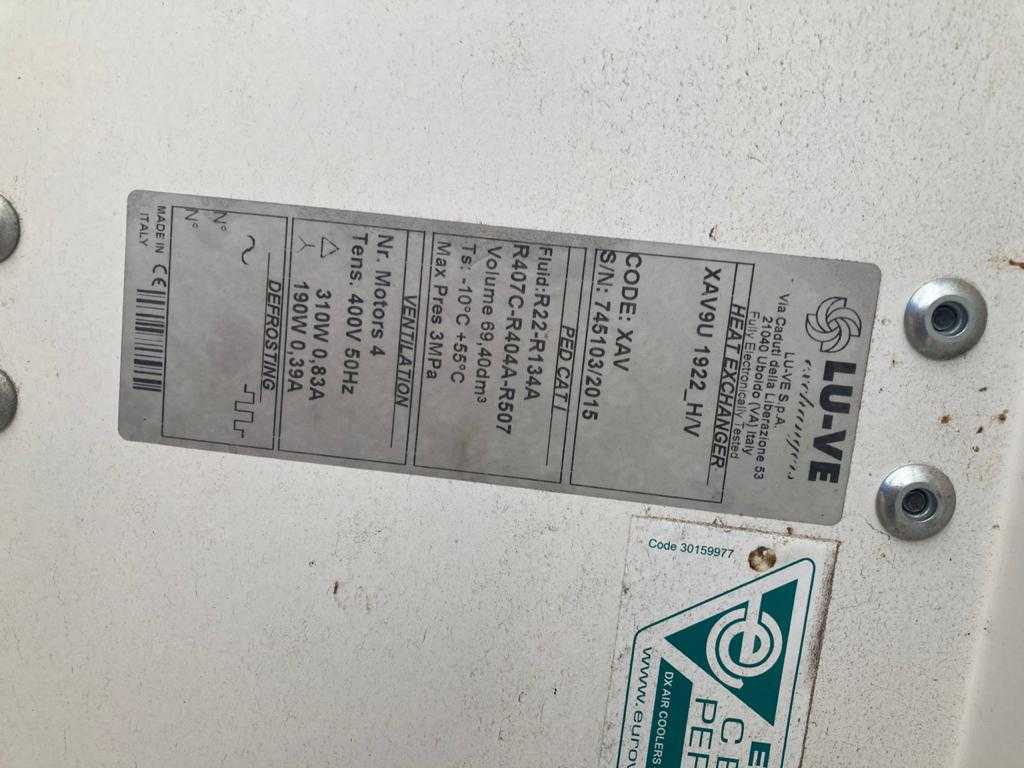 LU-VE
exchangers
LU-VE S.p.A.
Via Caduti della Liberazione 53
21040 Uboldo (VA) Italy
Fully Electronically Tested
HEAT EXCHANGER
XAV9U 1922_H/V
CODE: XAV
S/N: 745103/2015
PED CAT I
Fluid:R22-R134A
R407C-R404A-R507
Volume 69,40dm³
Ts: -10°C +55°C
Max Pres 3MPa
VENTILATION
Nr. Motors 4
Tens. 400V 50Hz
△ 310W 0,83A
⅄ 190W 0,39A
DEFROSTING
N° ~
N°
MADE IN
ITALY CE
Code 30159977
DX AIR COOLERS